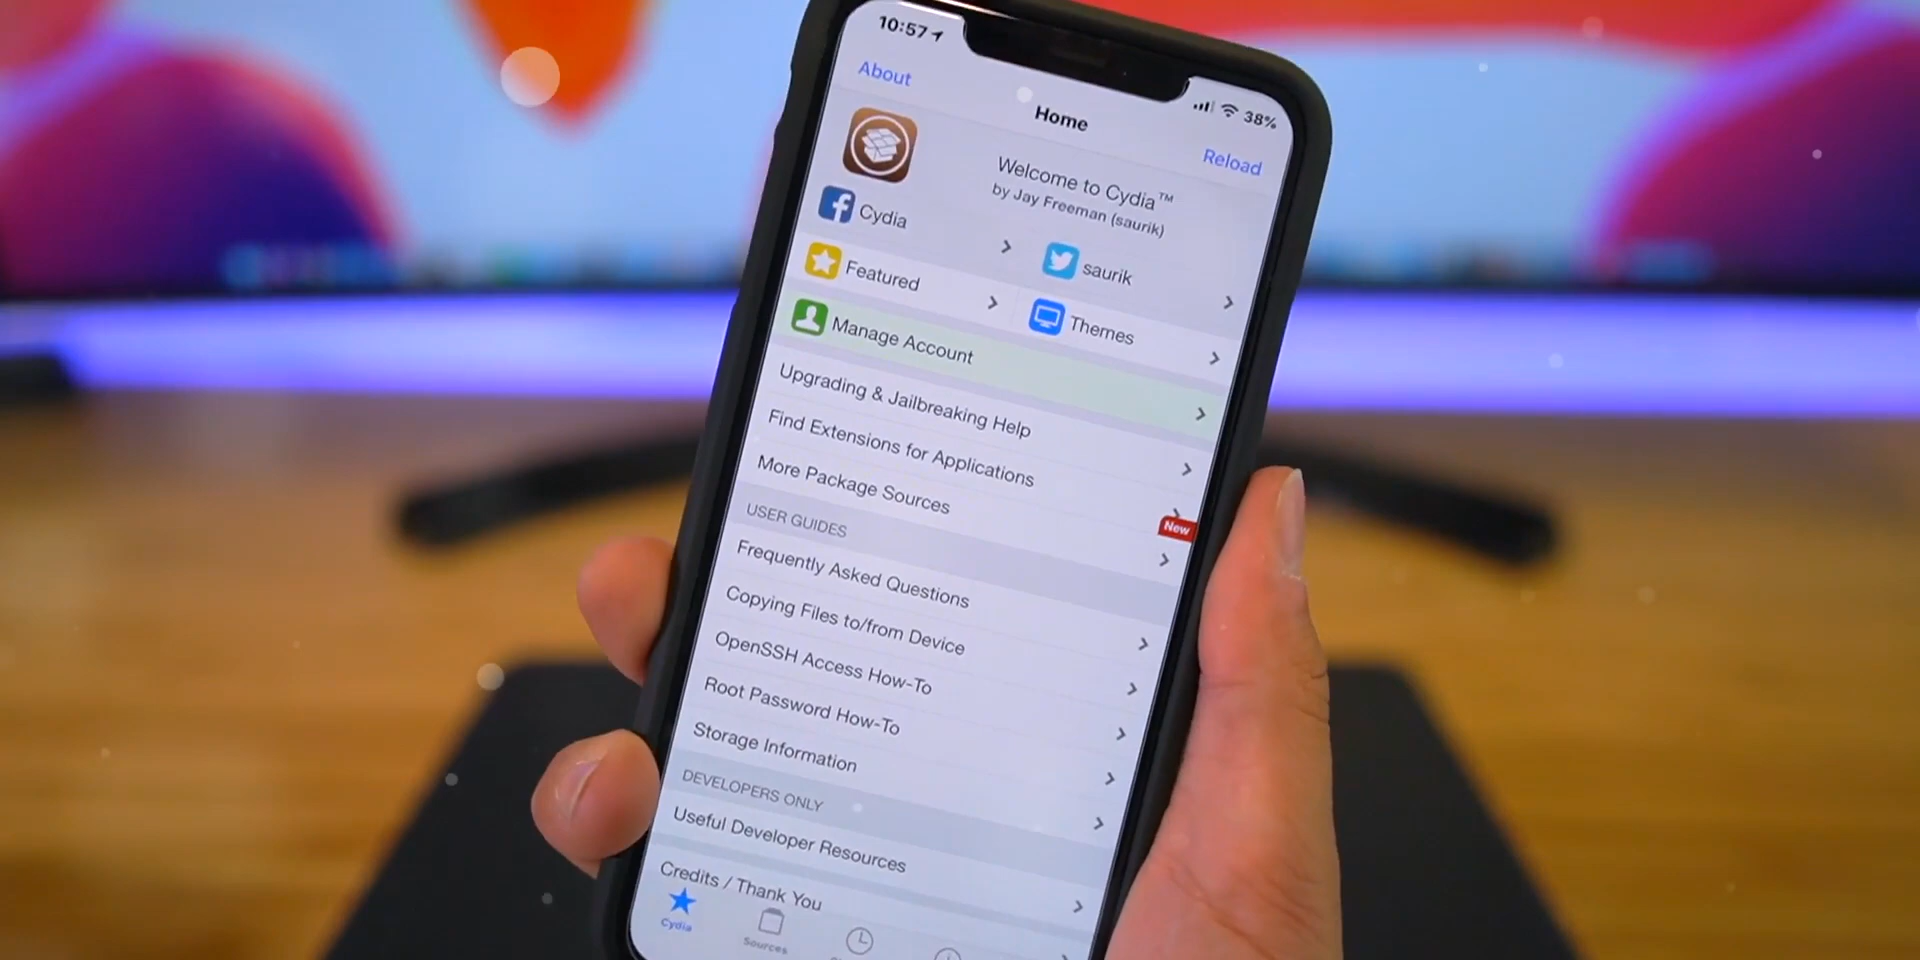 10:57
38%
About
Home
Reload
Welcome to Cydia™
by Jay Freeman (saurik)
Cydia
saurik
Featured
Themes
Manage Account
Upgrading & Jailbreaking Help
Find Extensions for Applications
More Package Sources
New
USER GUIDES
Frequently Asked Questions
Copying Files to/from Device
OpenSSH Access How-To
Root Password How-To
Storage Information
DEVELOPERS ONLY
Useful Developer Resources
Credits / Thank You
Cydia
Sources